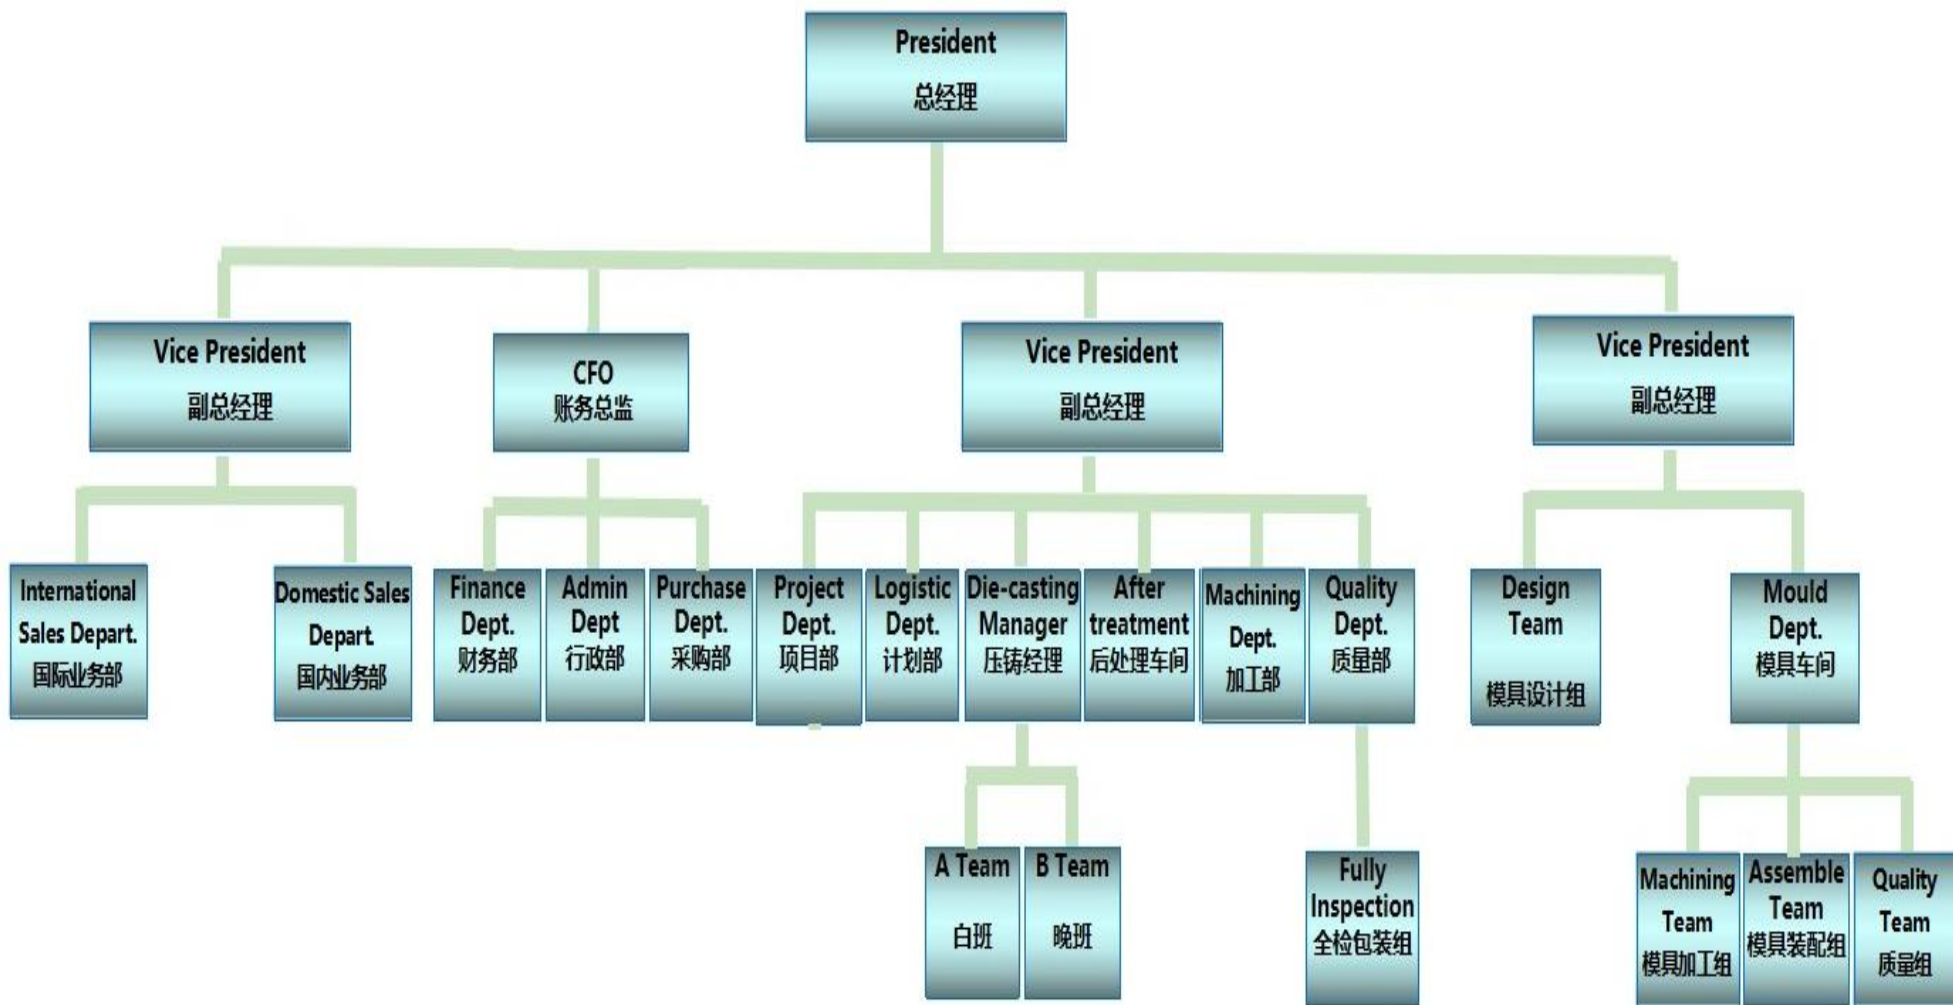 President
总经理
Vice President
副总经理
CFO
账务总监
Vice President
副总经理
Vice President
副总经理
International
Sales Depart.
国际业务部
Domestic Sales
Depart.
国内业务部
Finance
Dept.
财务部
Admin
Dept
行政部
Purchase
Dept.
采购部
Project
Dept.
项目部
Logistic
Dept.
计划部
Die-casting
Manager
压铸经理
After
treatment
后处理车间
Machining
Dept.
加工部
Quality
Dept.
质量部
Design
Team
模具设计组
Mould
Dept.
模具车间
A Team
白班
B Team
晚班
Fully
Inspection
全检包装组
Machining
Team
模具加工组
Assemble
Team
模具装配组
Quality
Team
质量组